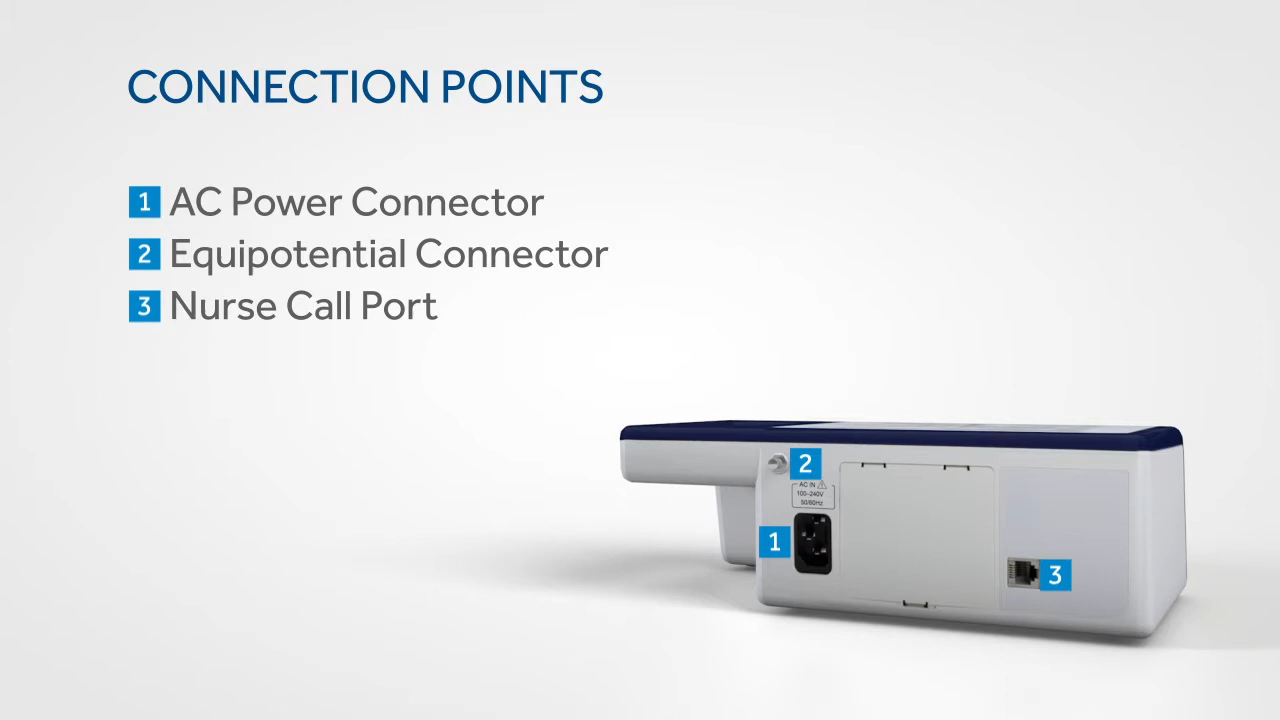 CONNECTION POINTS
1 AC Power Connector
2 Equipotential Connector
3 Nurse Call Port
2
AC IN
100–240V
50/60Hz
1
3